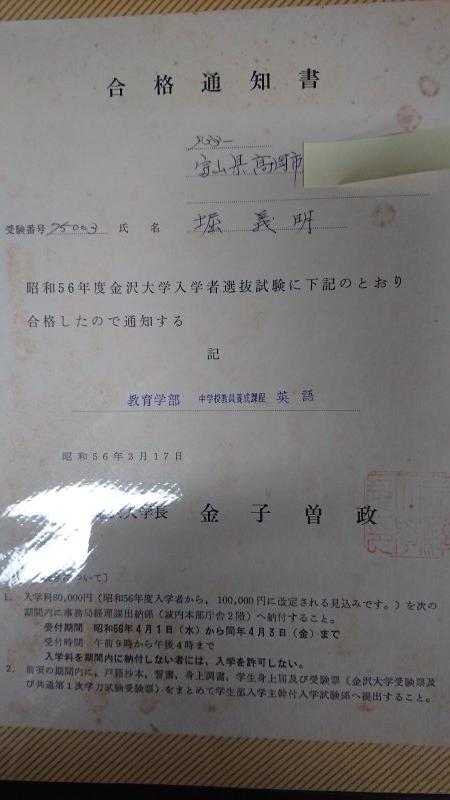 合格通知書
富山県高岡市
受験番号 75003 氏名 堀 義明
昭和56年度金沢大学入学者選抜試験に下記のとおり
合格したので通知する
記
教育学部 中学校教員養成課程 英語
昭和56年3月17日
沢大学長 金子曽政
ついて〕
1. 入学料80,000円（昭和56年度入学者から、100,000円に改定される見込みです。）を次の
期間内に事務局経理課出納係（城内本部庁舎2階）へ納付すること。
受付期間 昭和56年4月1日（水）から同年4月3日（金）まで
受付時間 午前9時から午後4時まで
入学料を期間内に納付しない者には、入学を許可しない。
2. 前項の期間内に、戸籍抄本、誓書、身上調書、学生身上届及び受験票（金沢大学受験票及
び共通第1次学力試験受験票）をまとめて学生部入学主幹付入学試験係へ提出すること。